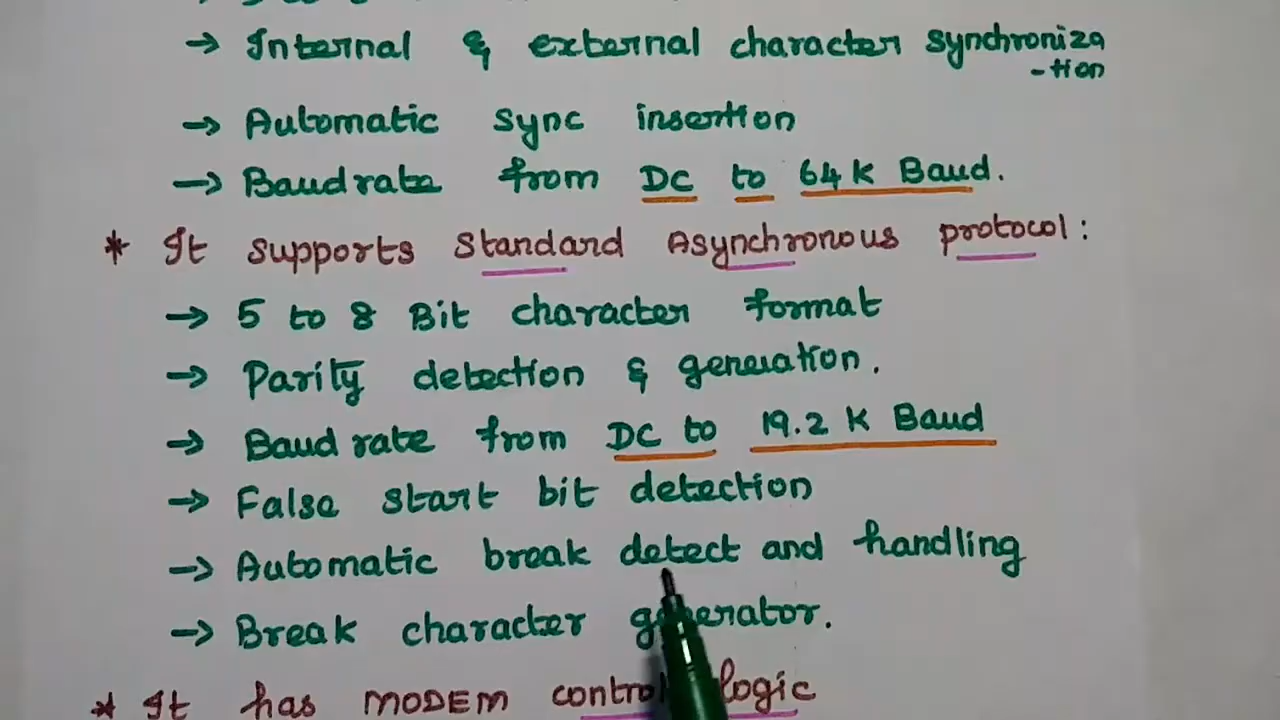 → Internal & external character synchroniza
-tion
→ Automatic sync insertion
→ Baudrate from DC to 64 K Baud.
* It supports Standard Asynchronous protocol:
→ 5 to 8 Bit character format
→ Parity detection & generation.
→ Baud rate from DC to 19.2 K Baud
→ False start bit detection
→ Automatic break detect and handling
→ Break character generator.
* It has MODEM control logic